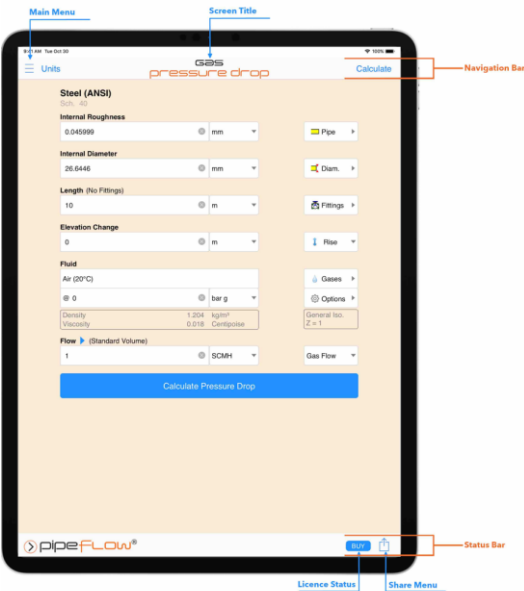 Main Menu
Screen Title
9:41 AM Tue Oct 30
100%
Units
Gas
pressure drop
Calculate
Navigation Bar
Steel (ANSI)
Sch. 40
Internal Roughness
0.045999 mm Pipe
Internal Diameter
26.6446 mm Diam.
Length (No Fittings)
10 m Fittings
Elevation Change
0 m Rise
Fluid
Air (20°C) Gases
@ 0 bar g Options
Density 1.204 kg/m³ General Iso.
Viscosity 0.018 Centipoise Z = 1
Flow (Standard Volume)
1 SCMH Gas Flow
Calculate Pressure Drop
pipeFLOW®
BUY
Status Bar
Licence Status
Share Menu